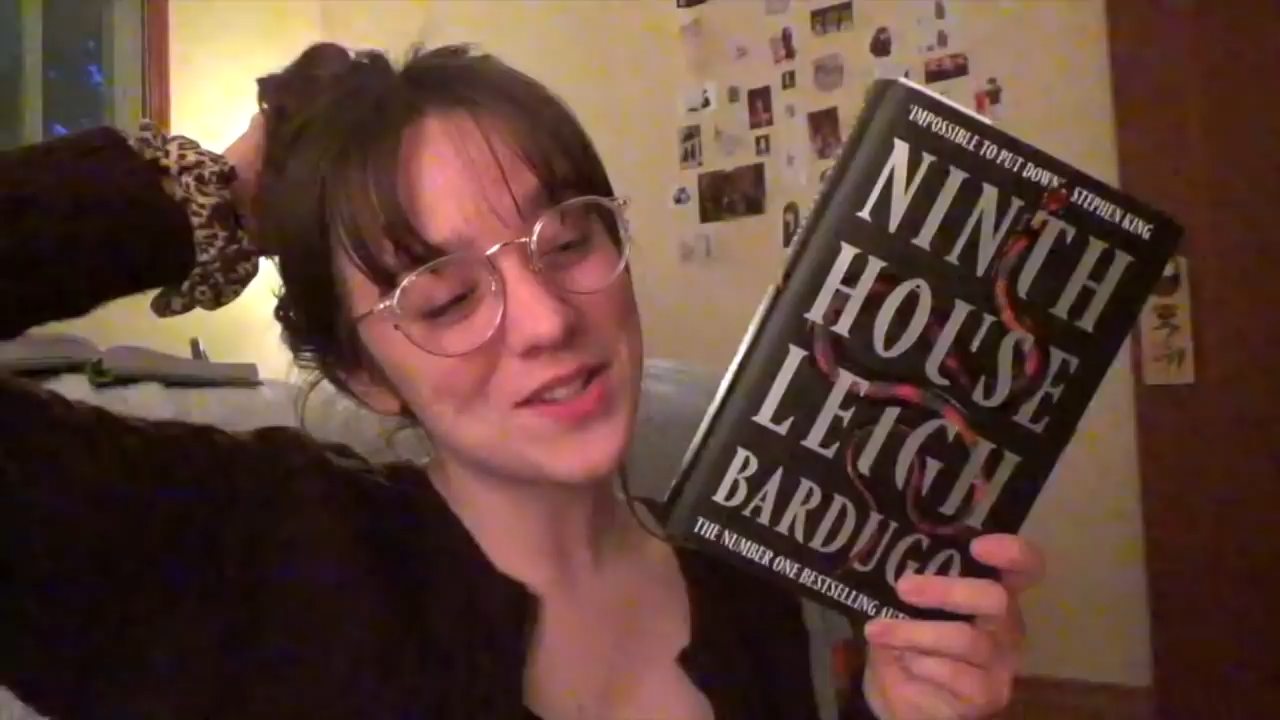 'IMPOSSIBLE TO PUT DOWN' STEPHEN KING
NINTH
HOUSE
LEIGH
BARDUGO
THE NUMBER ONE BESTSELLING